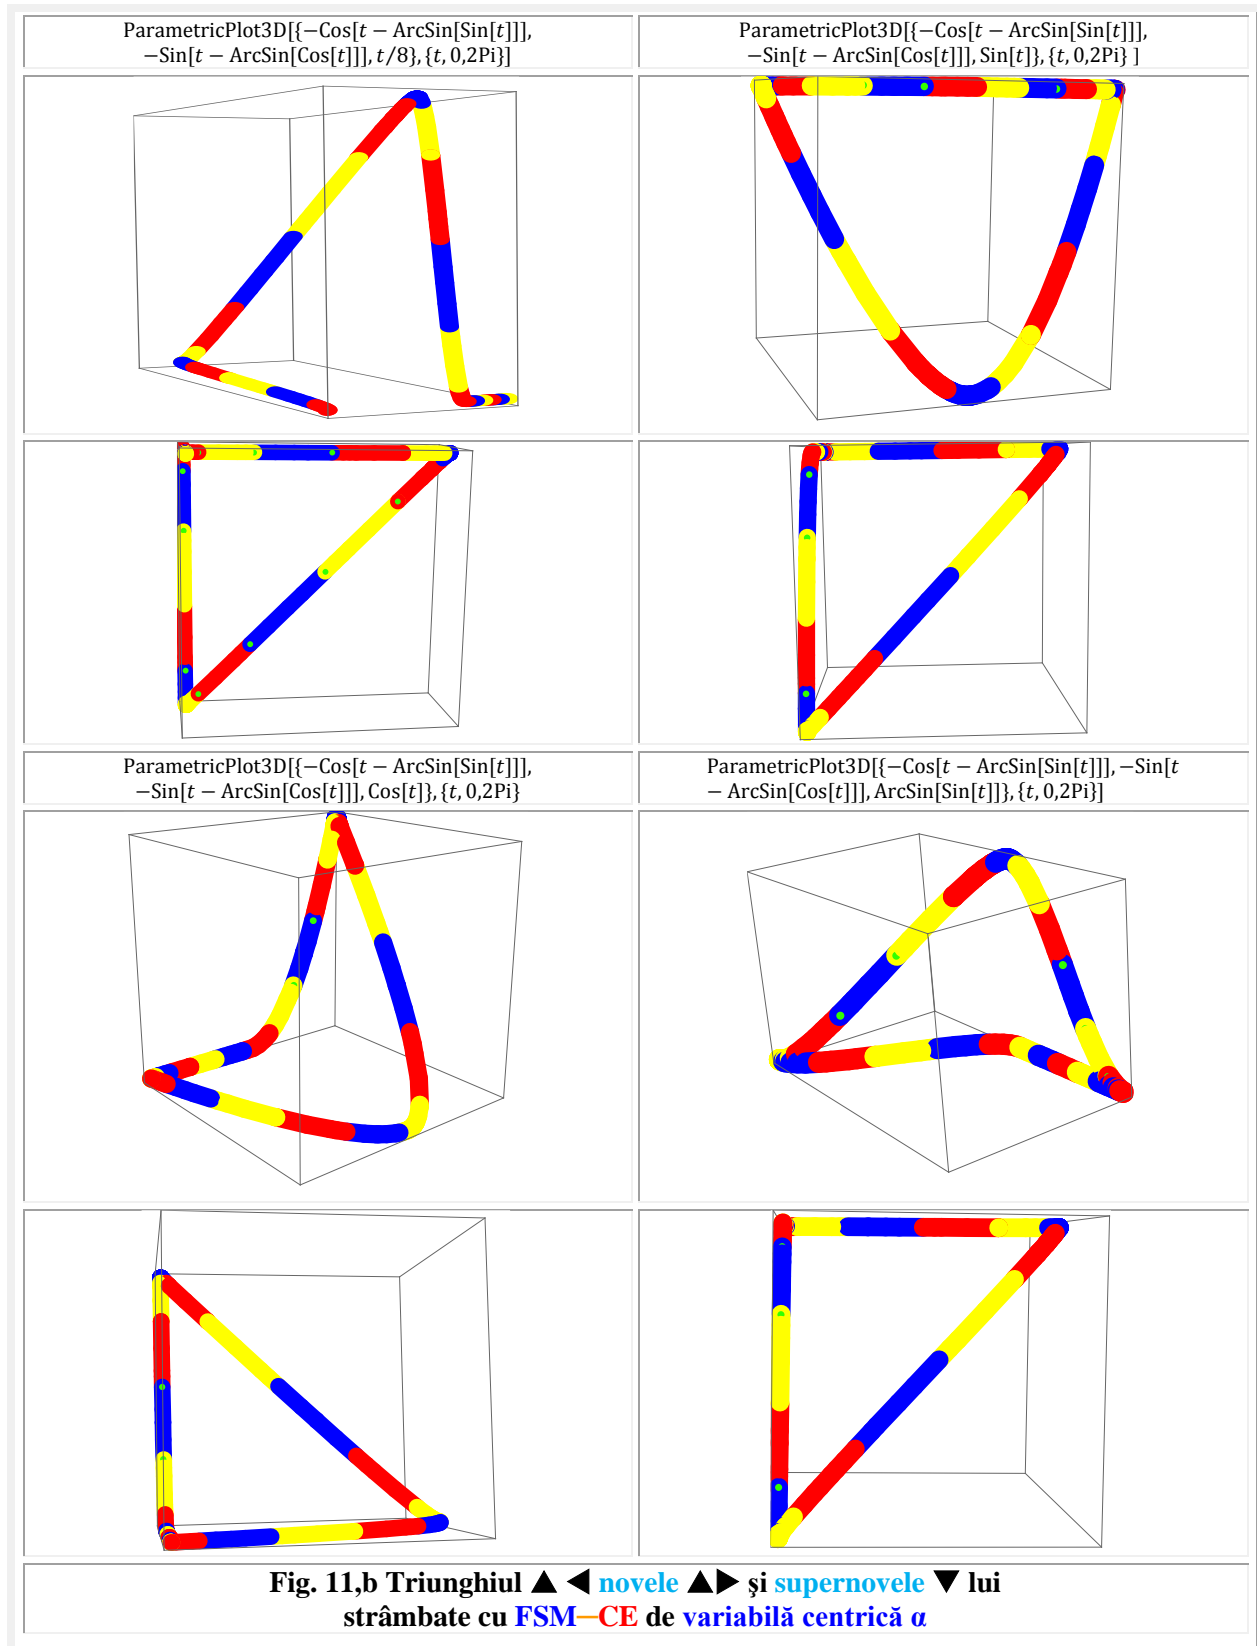 ParametricPlot3D[{−Cos[t − ArcSin[Sin[t]]],
−Sin[t − ArcSin[Cos[t]]], t/8}, {t, 0,2Pi}]
ParametricPlot3D[{−Cos[t − ArcSin[Sin[t]]],
−Sin[t − ArcSin[Cos[t]]], Sin[t]}, {t, 0,2Pi} ]
ParametricPlot3D[{−Cos[t − ArcSin[Sin[t]]],
−Sin[t − ArcSin[Cos[t]]], Cos[t]}, {t, 0,2Pi}
ParametricPlot3D[{−Cos[t − ArcSin[Sin[t]]], −Sin[t
− ArcSin[Cos[t]]], ArcSin[Sin[t]]}, {t, 0,2Pi}]
Fig. 11,b Triunghiul ▲ ◀ novele ▲▶ şi supernovele ▼ lui
strâmbate cu FSM—CE de variabilă centrică α